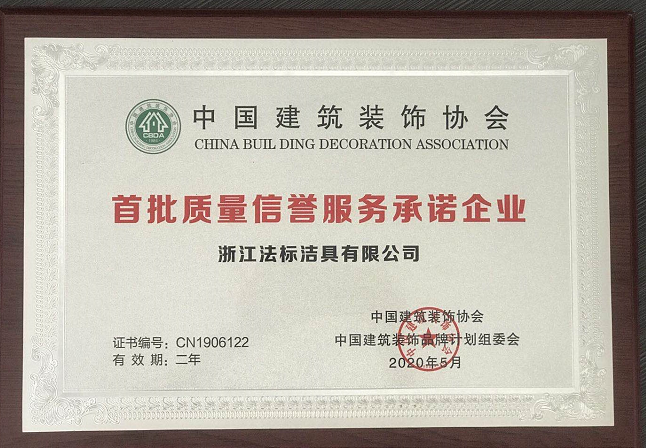 CBDA
中国建筑装饰协会
CHINA BUIL DING DECORATION ASSOCIATION
首批质量信誉服务承诺企业
浙江法标洁具有限公司
中国建筑装饰协会
证书编号: CN1906122
中国建筑装饰品牌计划组委会
有 效 期: 二年
2020年5月